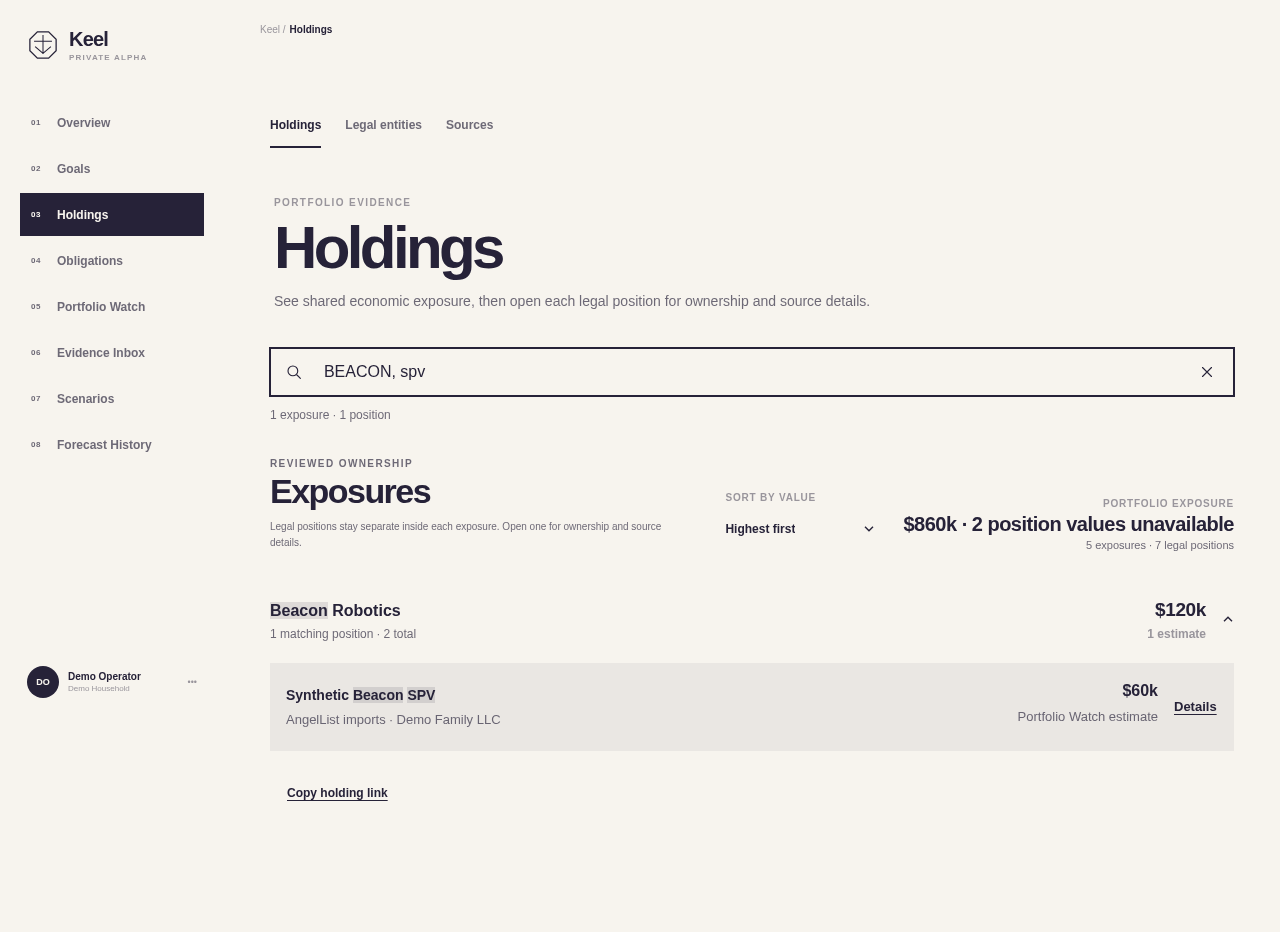 Keel
PRIVATE ALPHA
01 Overview
02 Goals
03 Holdings
04 Obligations
05 Portfolio Watch
06 Evidence Inbox
07 Scenarios
08 Forecast History
DO
Demo Operator
Demo Household
Keel / Holdings
Holdings Legal entities Sources
PORTFOLIO EVIDENCE
Holdings
See shared economic exposure, then open each legal position for ownership and source details.
BEACON, spv
1 exposure · 1 position
REVIEWED OWNERSHIP
Exposures
Legal positions stay separate inside each exposure. Open one for ownership and source
details.
SORT BY VALUE
Highest first
PORTFOLIO EXPOSURE
$860k · 2 position values unavailable
5 exposures · 7 legal positions
Beacon Robotics
1 matching position · 2 total
$120k
1 estimate
Synthetic Beacon SPV
AngelList imports · Demo Family LLC
$60k
Portfolio Watch estimate
Details
Copy holding link